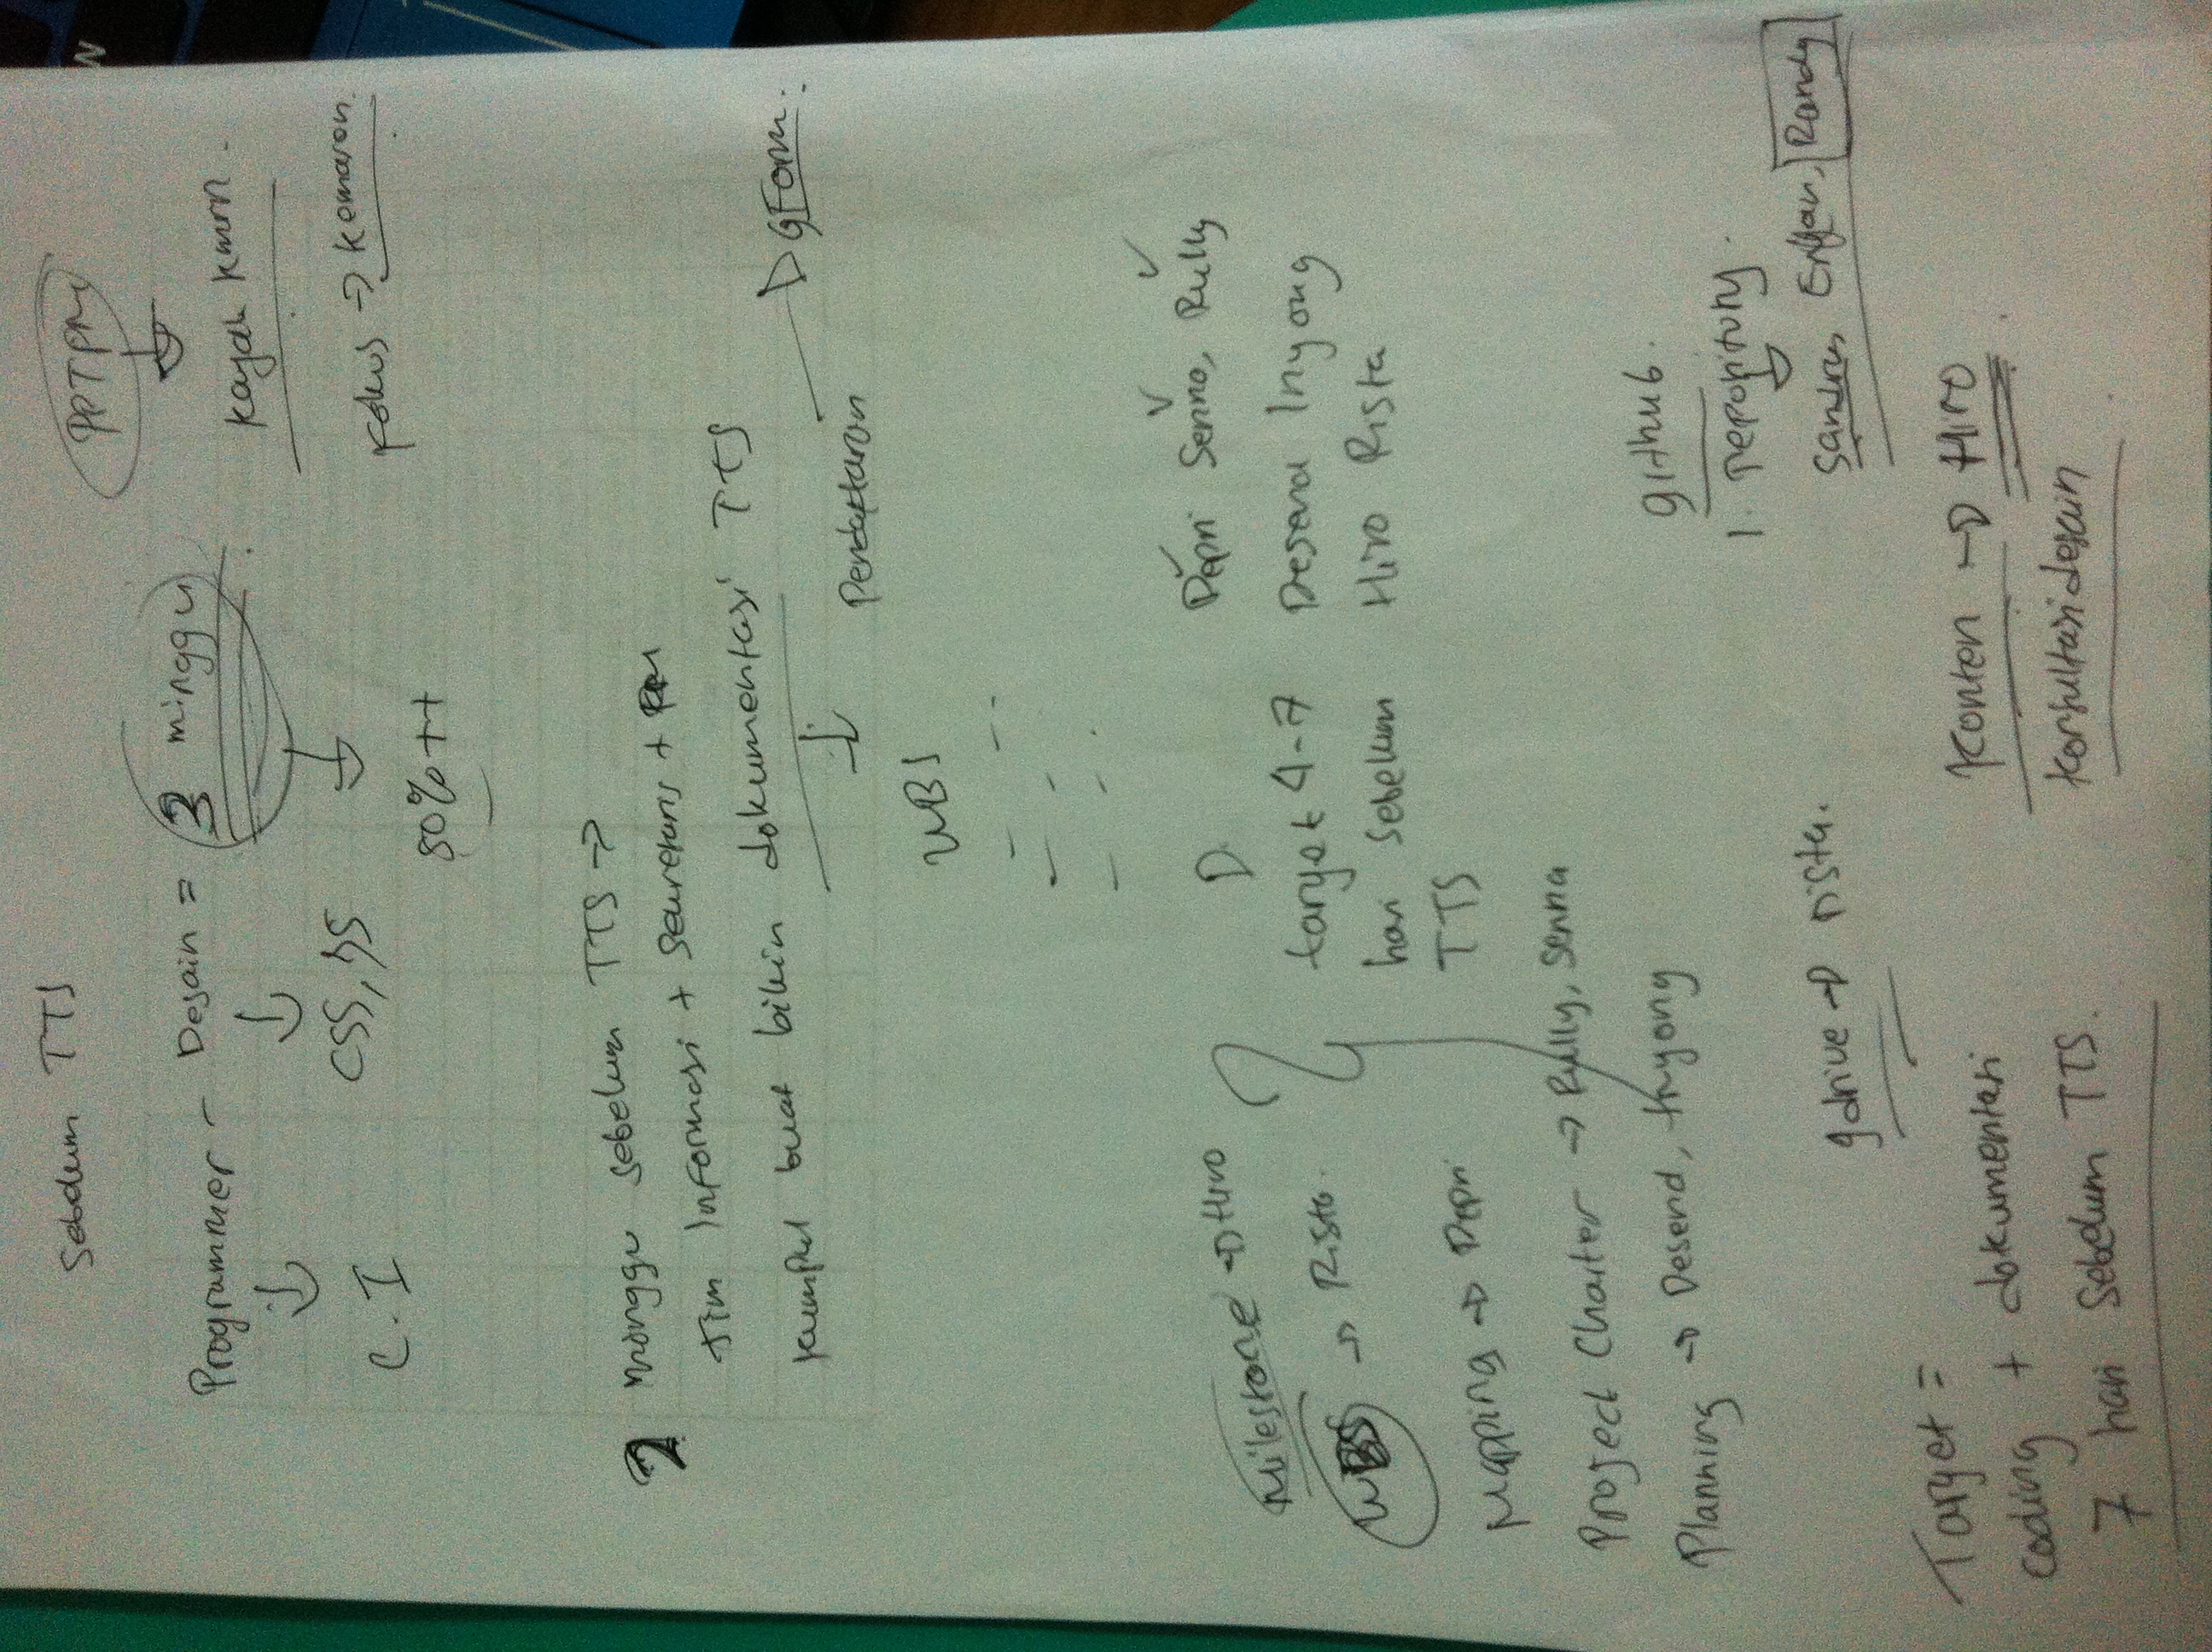 Sebelum TTS
Programmer - Desain = 3 minggu
C.I
CSS, JS
80% ++
PPT PM
Kayak kmrn.
Fokus → kemaren.
2 minggu sebelum TTS →
Tim Informasi + Sekretaris +
kumpul buat bikin dokumentasi TTS
Pendaftaran
GForm.
WBS
Milestone → Hiro
WBS → Rista.
Mapping → Depri
Project Charter → Rully, Senna
Planning → Desend, Inyong
target 4-7
hari sebelum
TTS
Depri Senna, Rully
Desend Inyong
Hiro Rista
github.
1. repository.
Sandra, Erfan, Randy
gdrive → rista.
Target =
coding + dokumentasi
7 hari sebelum TTS.
Konten → Hiro
Konsultasi desain